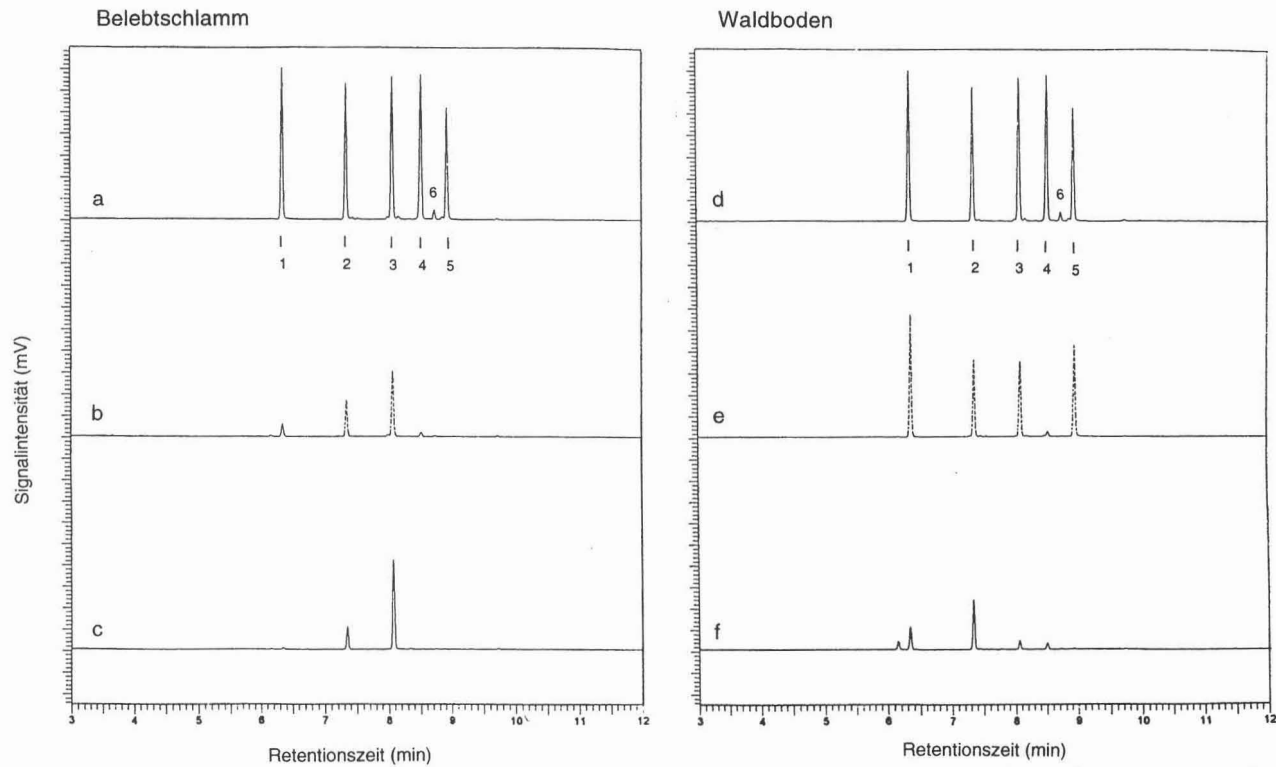 Belebtschlamm
a
6
1 2 3 4 5
b
c
3 4 5 6 7 8 9 10 11 12
Retentionszeit (min)
Signalintensität (mV)
Waldboden
d
6
1 2 3 4 5
e
f
3 4 5 6 7 8 9 10 11 12
Retentionszeit (min)